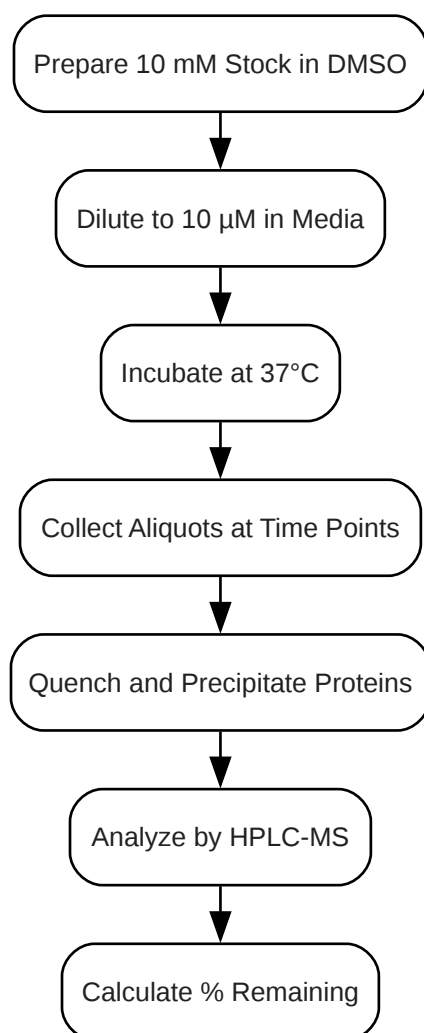 Prepare 10 mM Stock in DMSO
Dilute to 10 µM in Media
Incubate at 37°C
Collect Aliquots at Time Points
Quench and Precipitate Proteins
Analyze by HPLC-MS
Calculate % Remaining